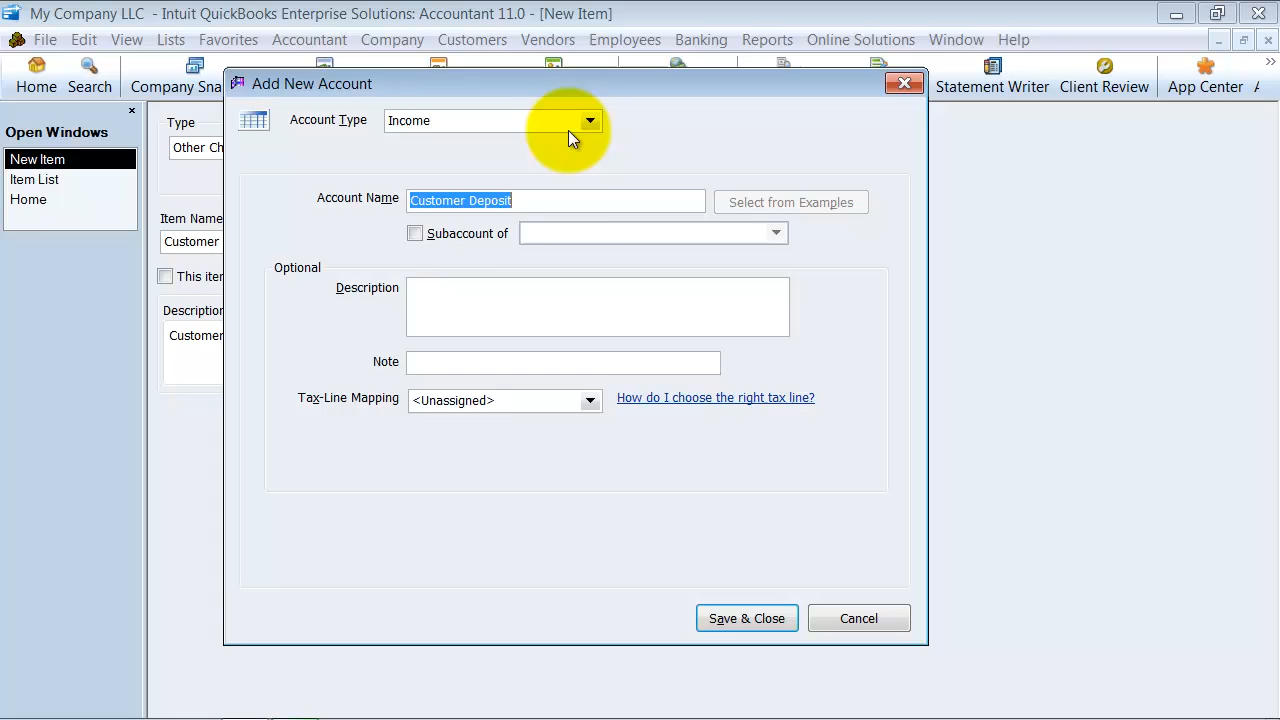 My Company LLC - Intuit QuickBooks Enterprise Solutions: Accountant 11.0 - [New Item]
File Edit View Lists Favorites Accountant Company Customers Vendors Employees Banking Reports Online Solutions Window Help
Home Search Company Sna Statement Writer Client Review App Center
Open Windows
New Item
Item List
Home
Type
Other Ch
Item Name
Customer
This iter
Description
Customer
Add New Account
Account Type Income
Account Name Customer Deposit Select from Examples
Subaccount of
Optional
Description
Note
Tax-Line Mapping <Unassigned> How do I choose the right tax line?
Save & Close Cancel